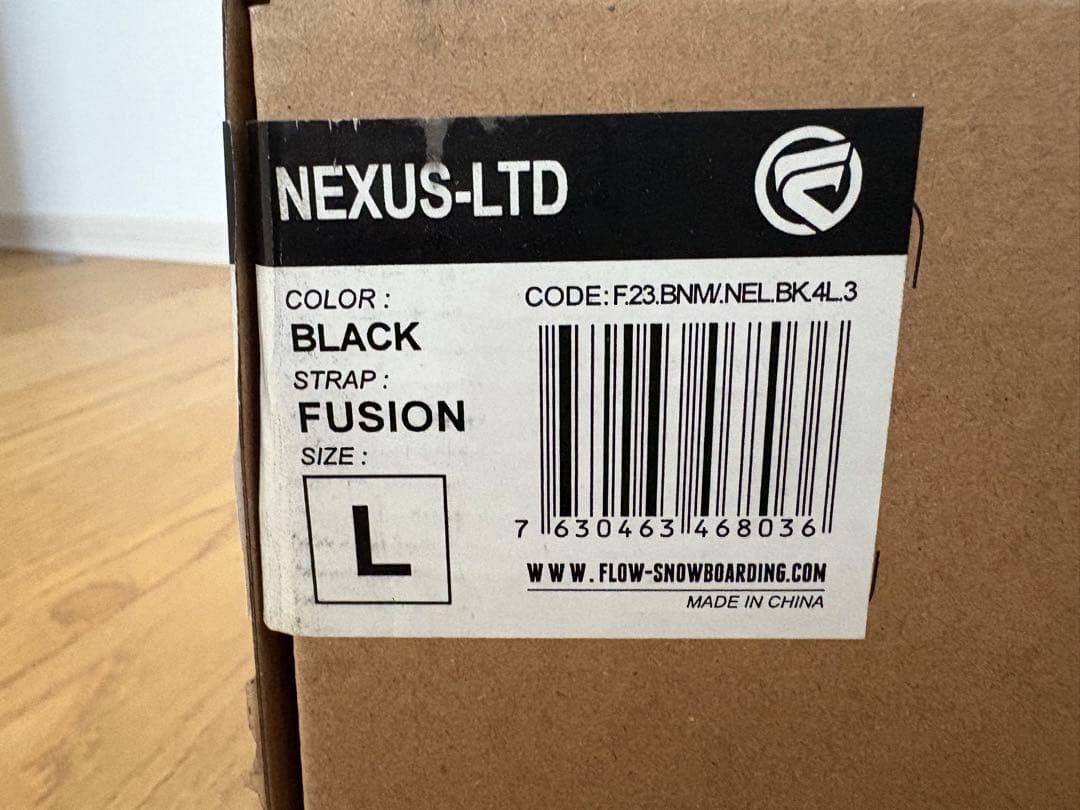 NEXUS-LTD
COLOR :
BLACK
STRAP :
FUSION
SIZE :
L
CODE: F.23.BNM/.NEL.BK.4L.3
7 630463 468036
WWW.FLOW-SNOWBOARDING.COM
MADE IN CHINA